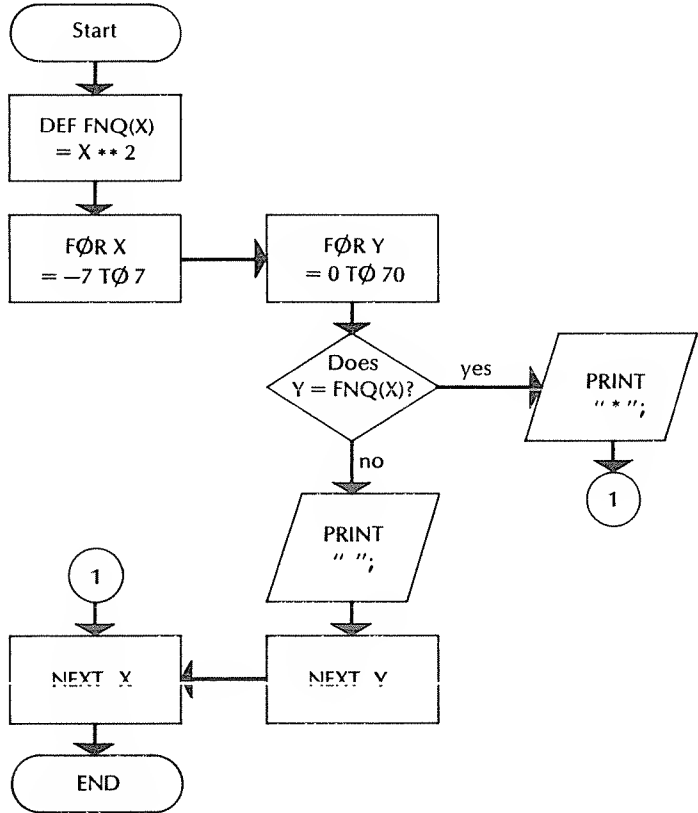 Start
DEF FNQ(X)
= X ** 2
FØR X
= −7 TØ 7
FØR Y
= 0 TØ 70
Does
Y = FNQ(X)?
yes
PRINT
" * ";
1
no
PRINT
" ";
1
NEXT X
NEXT Y
END